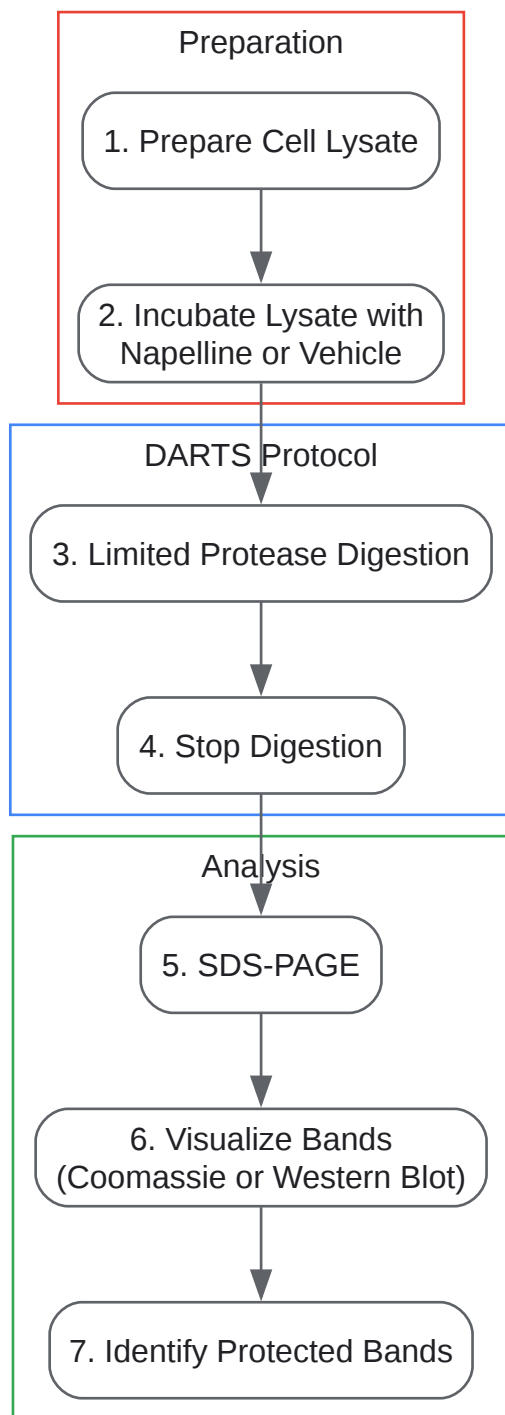 Preparation
1. Prepare Cell Lysate
2. Incubate Lysate with
Napelline or Vehicle
DARTS Protocol
3. Limited Protease Digestion
4. Stop Digestion
Analysis
5. SDS-PAGE
6. Visualize Bands
(Coomassie or Western Blot)
7. Identify Protected Bands